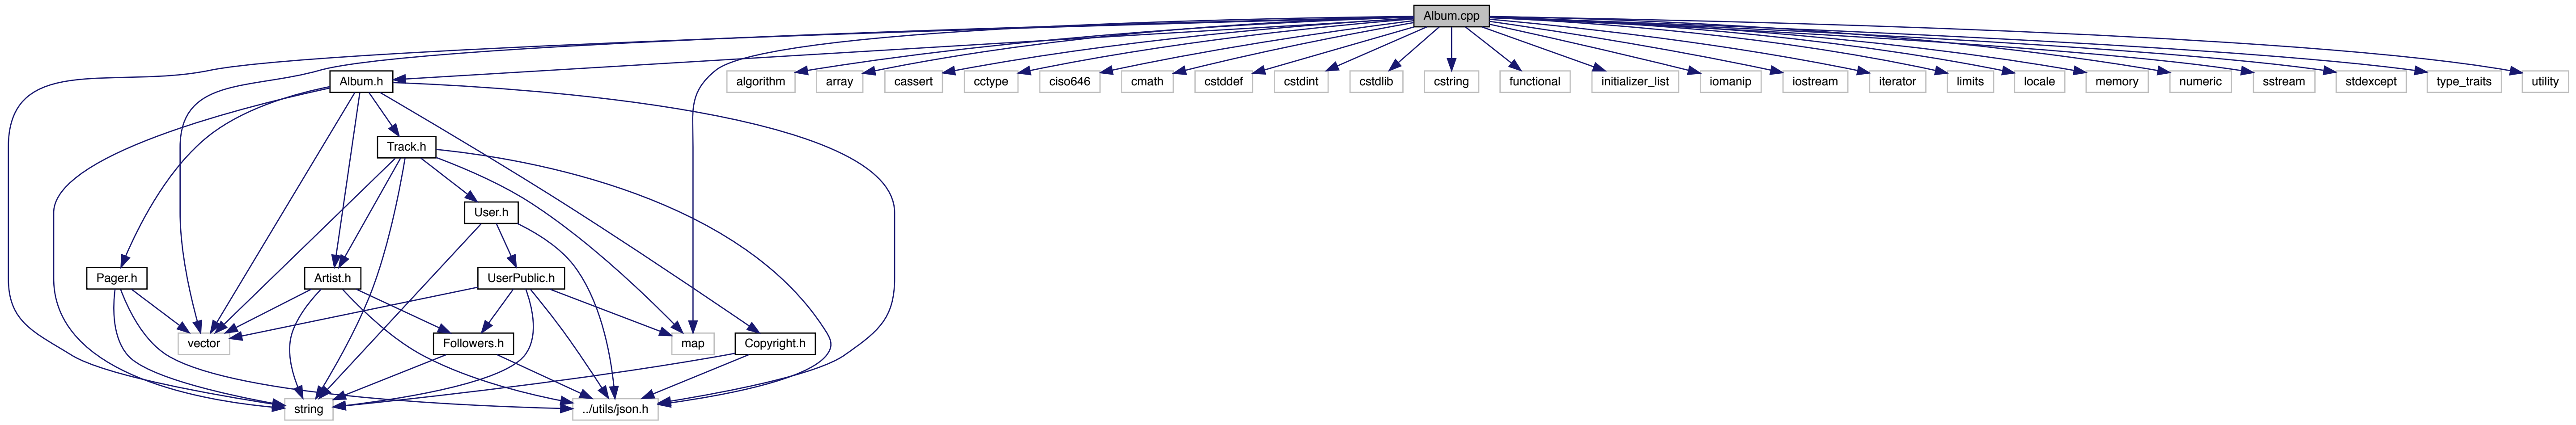 Album.cpp
Album.h
algorithm
array
cassert
cctype
ciso646
cmath
cstddef
cstdint
cstdlib
cstring
functional
initializer_list
iomanip
iostream
iterator
limits
locale
memory
numeric
sstream
stdexcept
type_traits
utility
Track.h
User.h
Pager.h
Artist.h
UserPublic.h
vector
Followers.h
map
Copyright.h
string
../utils/json.h